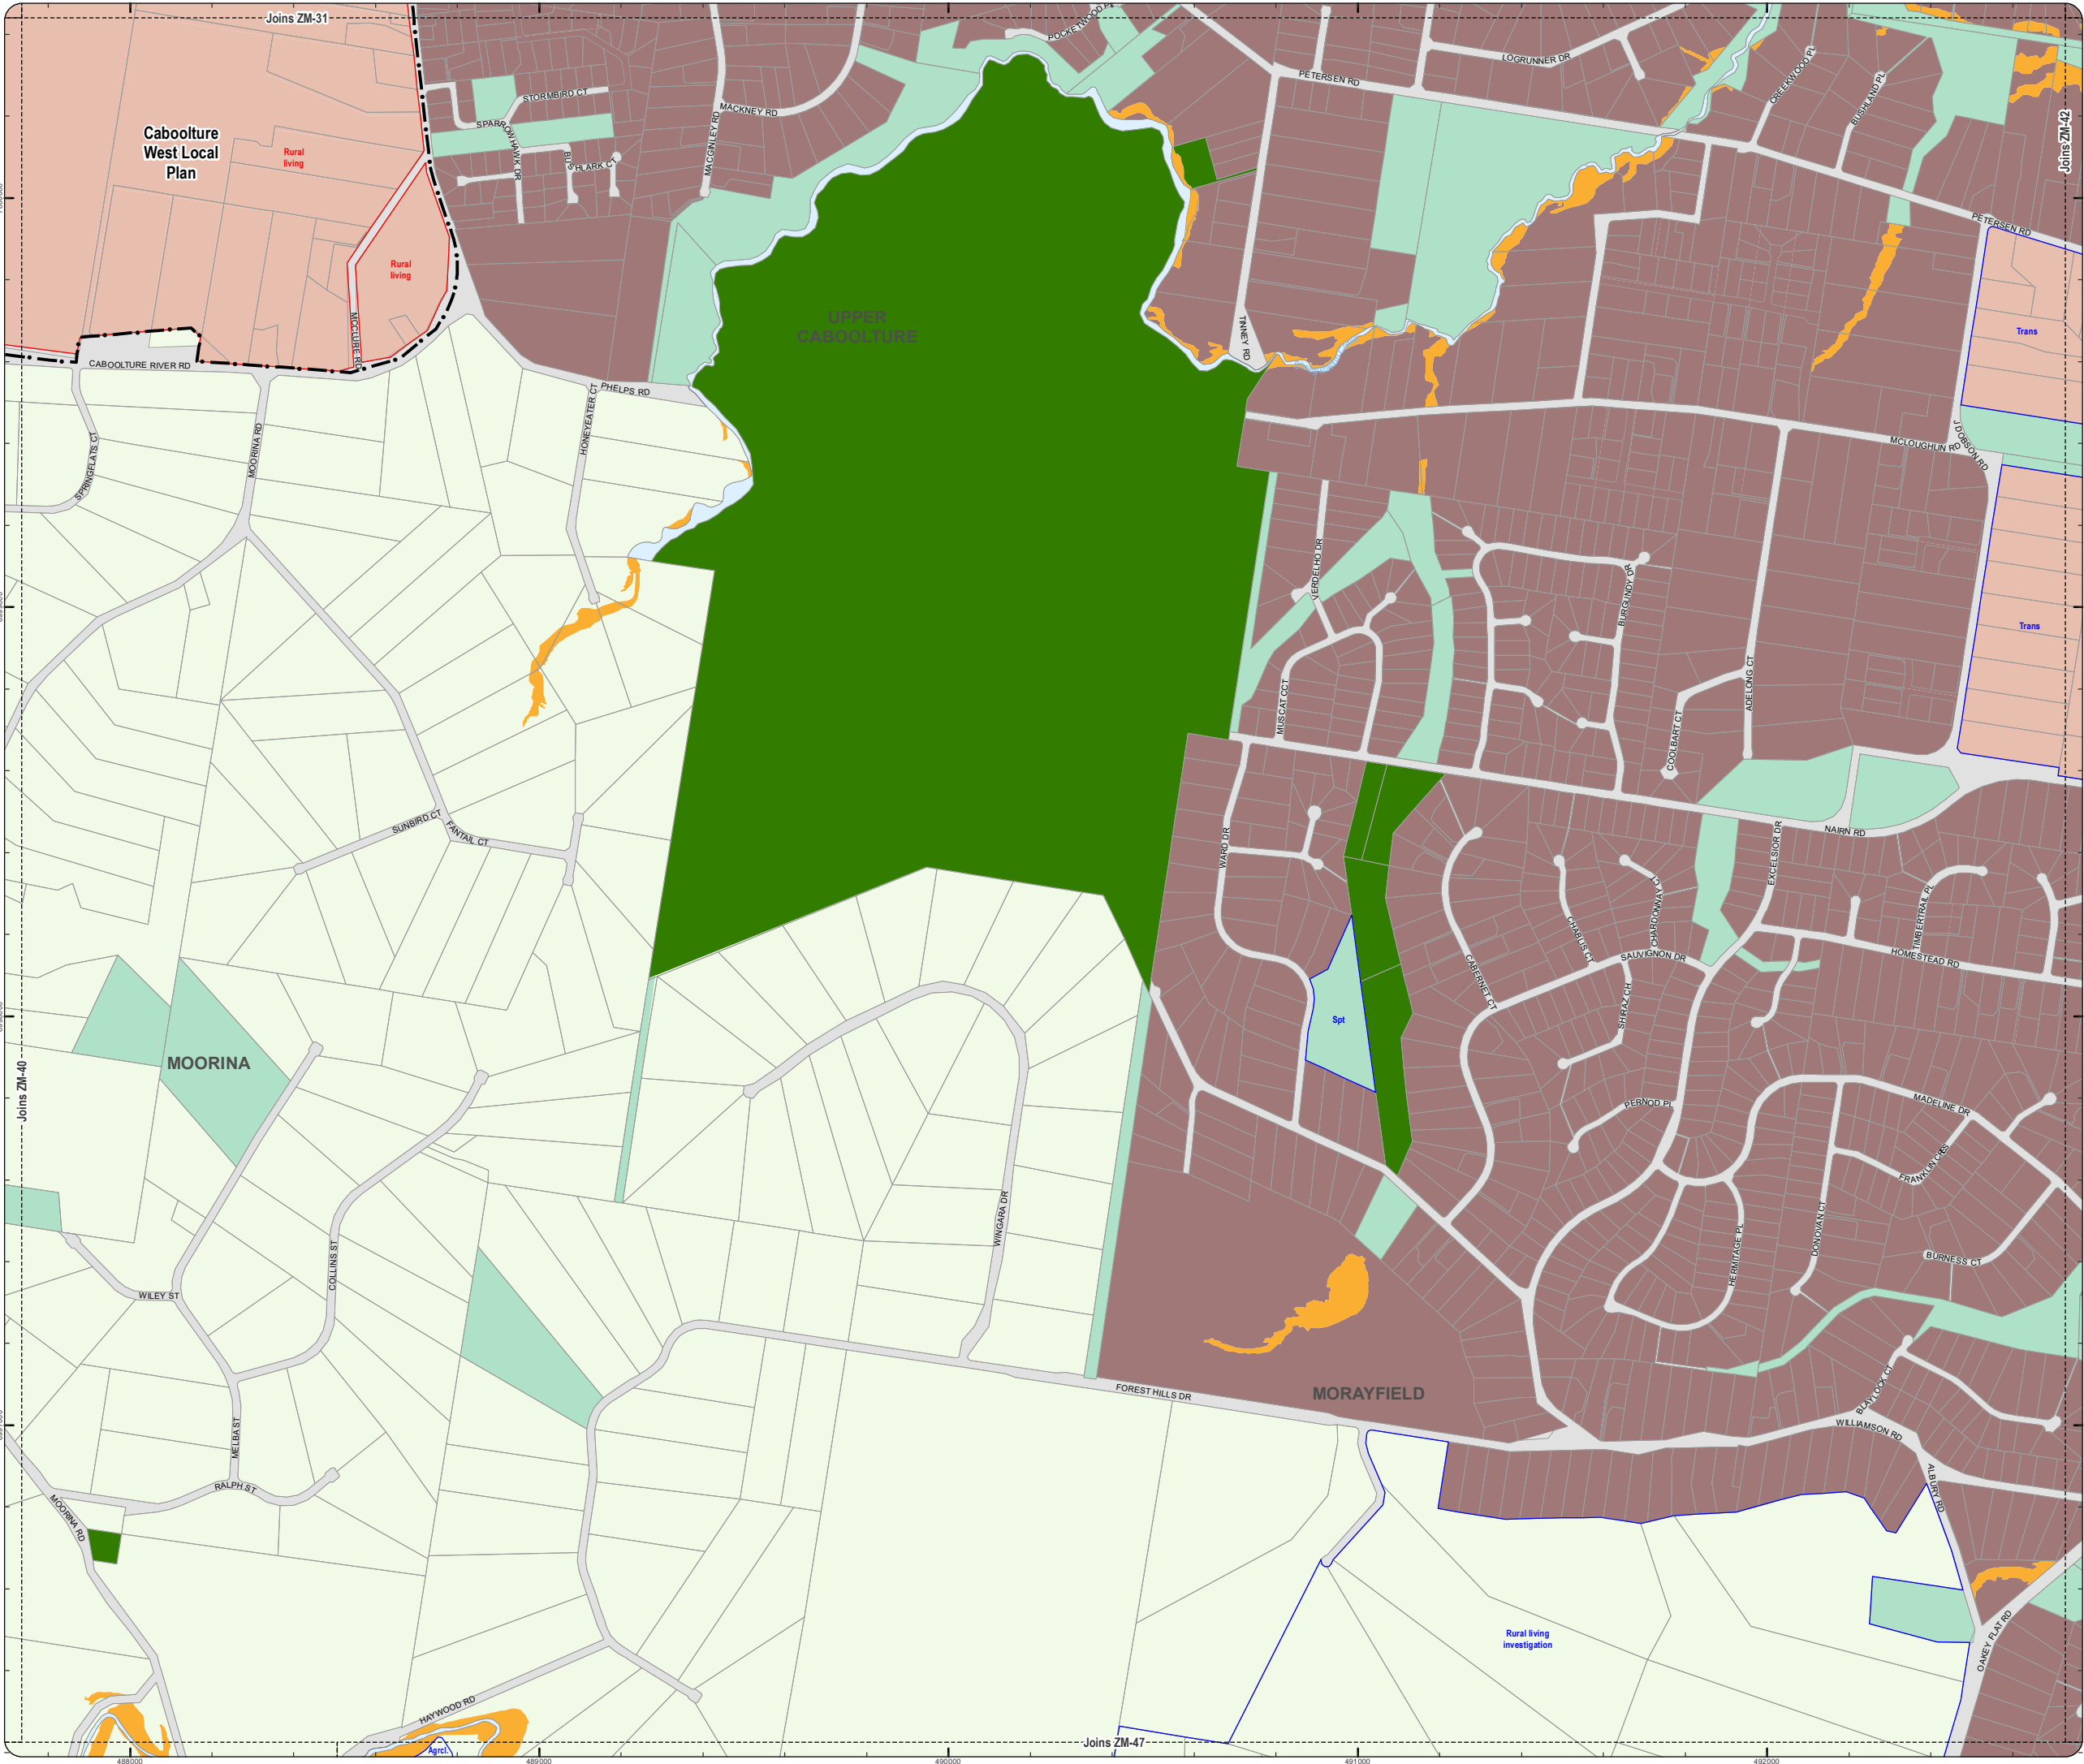 Joins ZM-31
POCKETWOOD PL
LOGRUNNER DR
PETERSEN RD
CREEKWOOD PL
BUSHLAND PL
Joins ZM-42
STORMBIRD CT
MACKNEY RD
SPARROWHAWK DR
MACGINLEY RD
Caboolture
West Local
Plan
Rural
living
Rural
living
PETERSEN RD
UPPER
CABOOLTURE
TINNEY RD
Trans
MCCLURE RD
CABOOLTURE RIVER RD
PHELPS RD
HONEYEATER CT
MOORINA RD
SPRINGFLATS CT
MCLOUGHLIN RD
J DOBSON RD
VERDELHO DR
BURGUNDY DR
Trans
MUSCAT CCT
ADELONG CT
COOLBART CT
SUNBIRD CT
FANTAIL CT
NAIRN RD
WARD DR
EXCELSIOR DR
CHARDONNAY CT
CHABLIS CT
TIMBERTRAIL PL
SAUVIGNON DR
HOMESTEAD RD
CABERNET CT
SHIRAZ CH
Spt
MOORINA
Joins ZM-40
PERNOD PL
MADELINE DR
FRANKLIN CRES
WINGARA DR
DONOVAN CT
HERMITAGE PL
BURNESS CT
COLLINS ST
WILEY ST
FOREST HILLS DR
MORAYFIELD
BLAYLOCK CT
WILLIAMSON RD
MELBA ST
RALPH ST
MOORINA RD
ALBURY RD
Rural living
investigation
OAKEY FLAT RD
HAYWOOD RD
Agrcl.
Joins ZM-47
488000
489000
490000
491000
492000